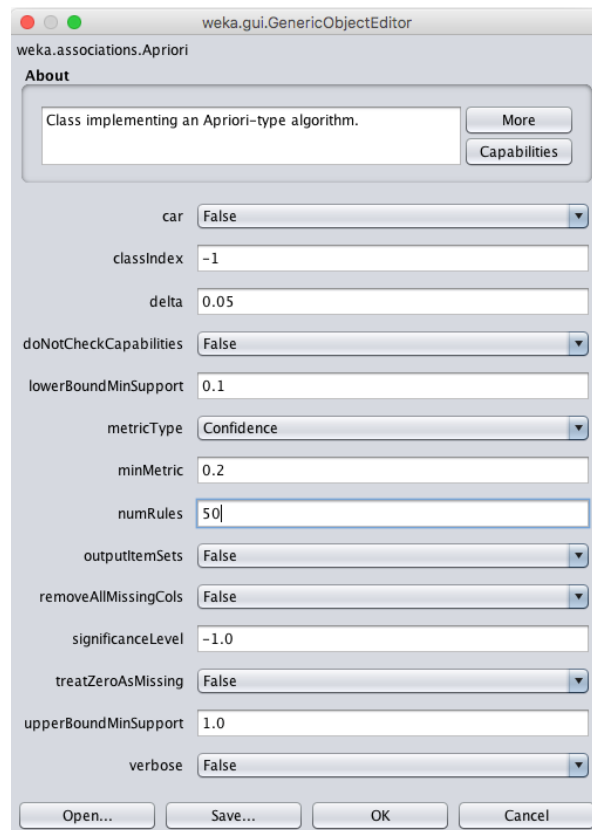 weka.gui.GenericObjectEditor
weka.associations.Apriori
About
Class implementing an Apriori-type algorithm.
More
Capabilities
car False
classIndex -1
delta 0.05
doNotCheckCapabilities False
lowerBoundMinSupport 0.1
metricType Confidence
minMetric 0.2
numRules 50
outputItemSets False
removeAllMissingCols False
significanceLevel -1.0
treatZeroAsMissing False
upperBoundMinSupport 1.0
verbose False
Open... Save... OK Cancel